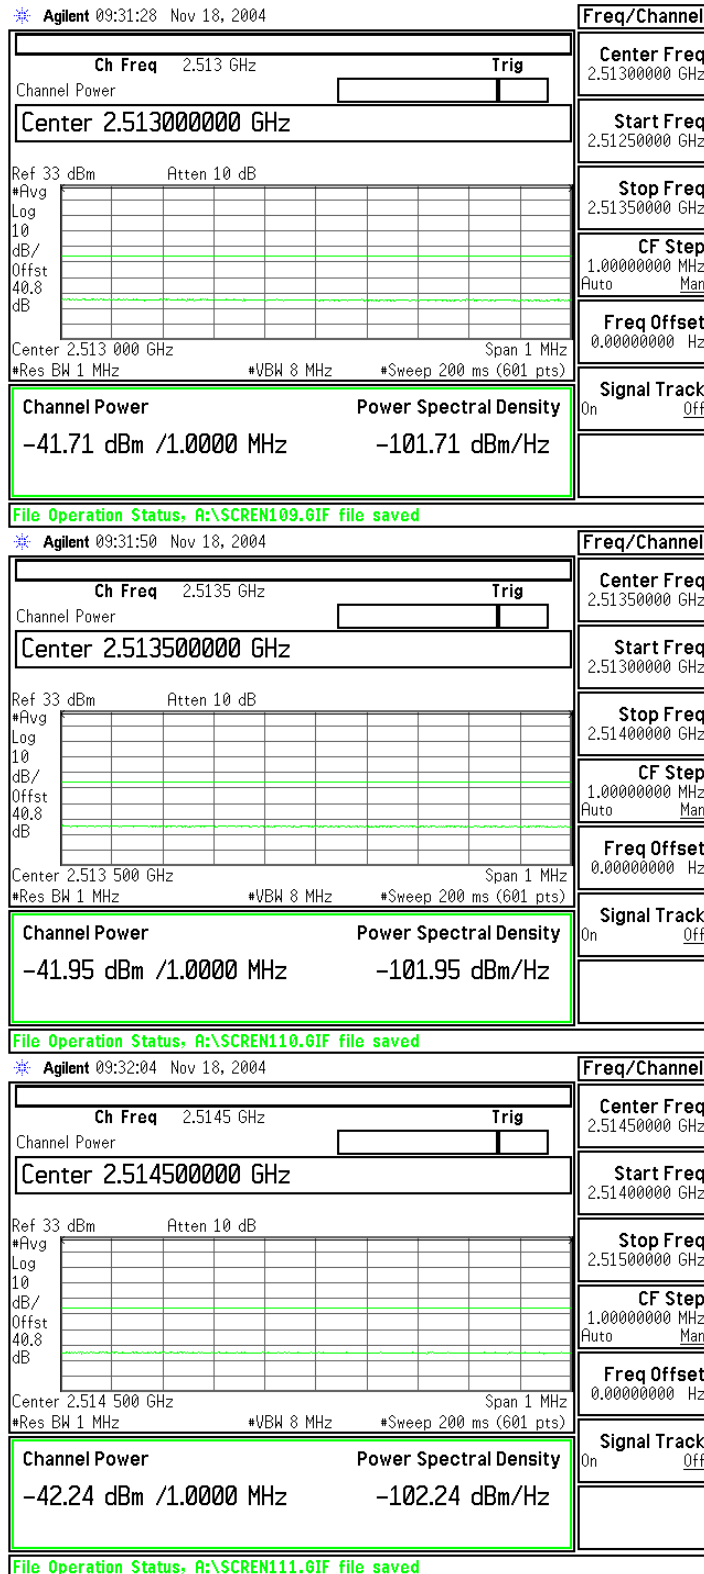 Agilent 09:31:28 Nov 18, 2004
Freq/Channel
Ch Freq 2.513 GHz Trig
Channel Power
Center 2.513000000 GHz
Center Freq
2.51300000 GHz
Start Freq
2.51250000 GHz
Stop Freq
2.51350000 GHz
CF Step
1.00000000 MHz
Auto Man
Freq Offset
0.00000000 Hz
Signal Track
On Off
Ref 33 dBm Atten 10 dB
#Avg
Log
10
dB/
Offst
40.8
dB
Center 2.513 000 GHz Span 1 MHz
#Res BW 1 MHz #VBW 8 MHz #Sweep 200 ms (601 pts)
Channel Power Power Spectral Density
-41.71 dBm /1.0000 MHz -101.71 dBm/Hz
File Operation Status, A:\SCREN109.GIF file saved
Agilent 09:31:50 Nov 18, 2004
Freq/Channel
Ch Freq 2.5135 GHz Trig
Channel Power
Center 2.513500000 GHz
Center Freq
2.51350000 GHz
Start Freq
2.51300000 GHz
Stop Freq
2.51400000 GHz
CF Step
1.00000000 MHz
Auto Man
Freq Offset
0.00000000 Hz
Signal Track
On Off
Ref 33 dBm Atten 10 dB
#Avg
Log
10
dB/
Offst
40.8
dB
Center 2.513 500 GHz Span 1 MHz
#Res BW 1 MHz #VBW 8 MHz #Sweep 200 ms (601 pts)
Channel Power Power Spectral Density
-41.95 dBm /1.0000 MHz -101.95 dBm/Hz
File Operation Status, A:\SCREN110.GIF file saved
Agilent 09:32:04 Nov 18, 2004
Freq/Channel
Ch Freq 2.5145 GHz Trig
Channel Power
Center 2.514500000 GHz
Center Freq
2.51450000 GHz
Start Freq
2.51400000 GHz
Stop Freq
2.51500000 GHz
CF Step
1.00000000 MHz
Auto Man
Freq Offset
0.00000000 Hz
Signal Track
On Off
Ref 33 dBm Atten 10 dB
#Avg
Log
10
dB/
Offst
40.8
dB
Center 2.514 500 GHz Span 1 MHz
#Res BW 1 MHz #VBW 8 MHz #Sweep 200 ms (601 pts)
Channel Power Power Spectral Density
-42.24 dBm /1.0000 MHz -102.24 dBm/Hz
File Operation Status, A:\SCREN111.GIF file saved